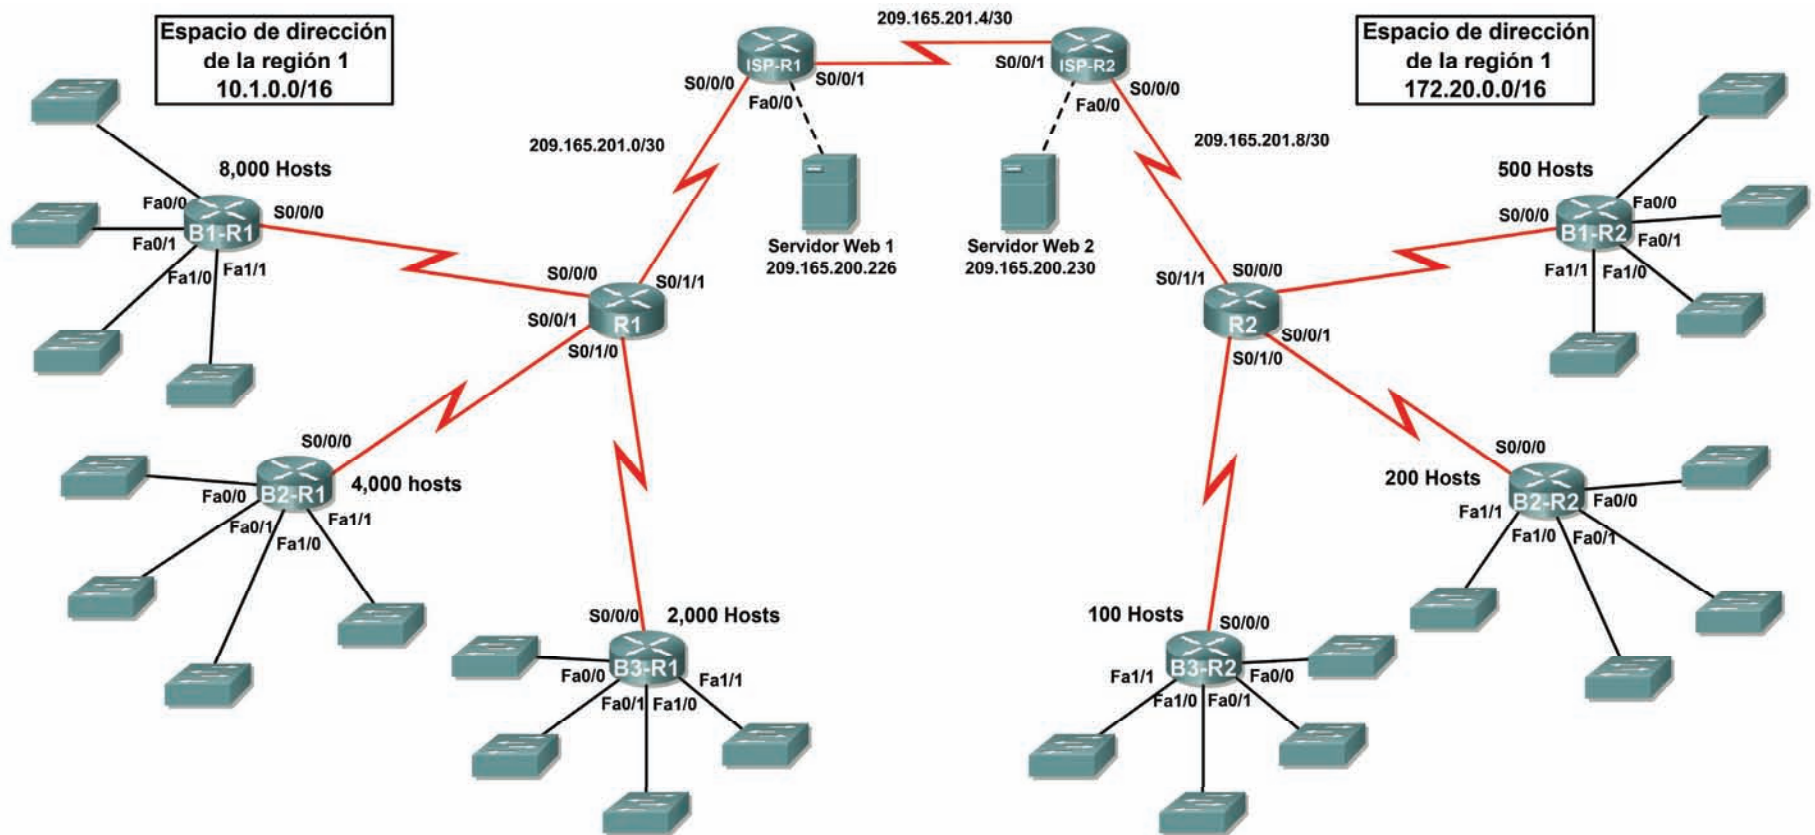 Espacio de dirección
de la región 1
10.1.0.0/16
209.165.201.4/30
Espacio de dirección
de la región 1
172.20.0.0/16
ISP-R1
S0/0/0
S0/0/1
Fa0/0
ISP-R2
S0/0/1
S0/0/0
Fa0/0
209.165.201.0/30
209.165.201.8/30
Servidor Web 1
209.165.200.226
Servidor Web 2
209.165.200.230
8,000 Hosts
B1-R1
Fa0/0
S0/0/0
Fa0/1
Fa1/0
Fa1/1
R1
S0/0/0
S0/1/1
S0/0/1
S0/1/0
R2
S0/1/1
S0/0/0
S0/0/1
S0/1/0
500 Hosts
B1-R2
S0/0/0
Fa0/0
Fa0/1
Fa1/1
Fa1/0
S0/0/0
B2-R1
4,000 hosts
Fa0/0
Fa0/1
Fa1/1
Fa1/0
200 Hosts
S0/0/0
B2-R2
Fa0/0
Fa1/1
Fa1/0
Fa0/1
S0/0/0
2,000 Hosts
B3-R1
Fa0/0
Fa1/1
Fa0/1
Fa1/0
100 Hosts
S0/0/0
B3-R2
Fa1/1
Fa0/0
Fa1/0
Fa0/1